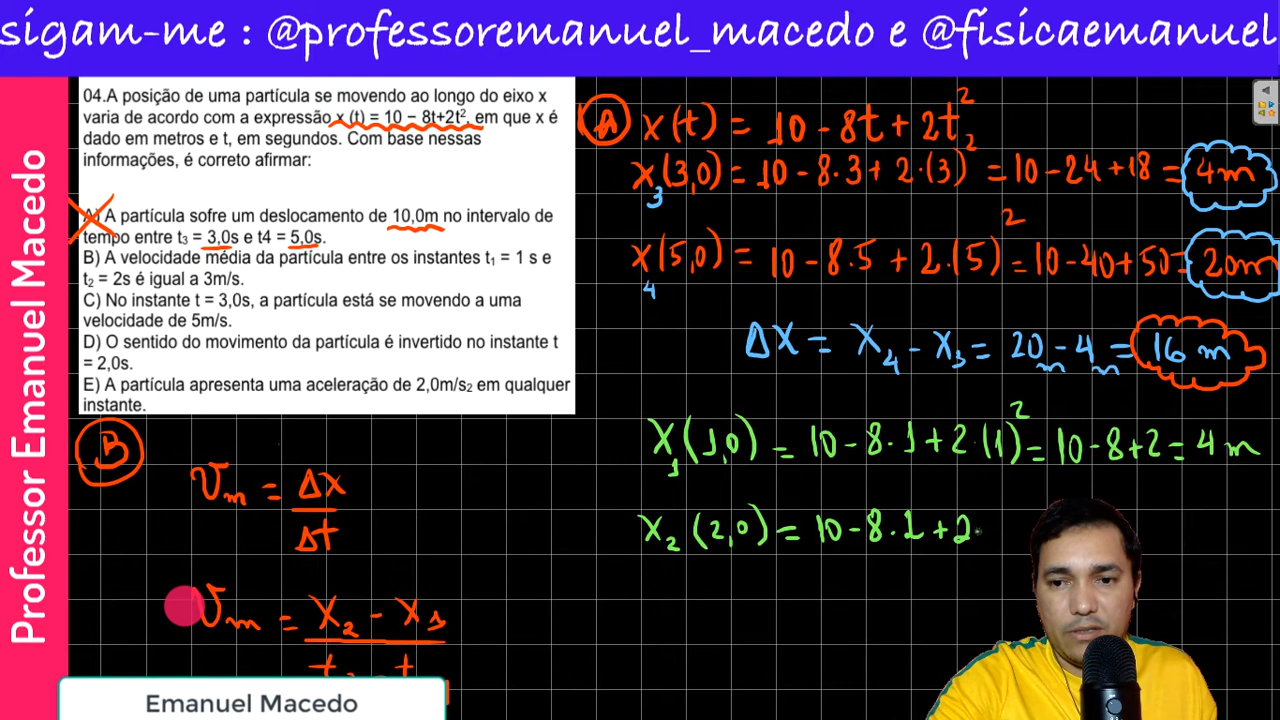 sigam-me : @professoremanuel_macedo e @fisicaemanuel
Professor Emanuel Macedo
04.A posição de uma partícula se movendo ao longo do eixo x
varia de acordo com a expressão x (t) = 10 – 8t+2t², em que x é
dado em metros e t, em segundos. Com base nessas
informações, é correto afirmar:
A) A partícula sofre um deslocamento de 10,0m no intervalo de
tempo entre t₃ = 3,0s e t4 = 5,0s.
B) A velocidade média da partícula entre os instantes t₁ = 1 s e
t₂ = 2s é igual a 3m/s.
C) No instante t = 3,0s, a partícula está se movendo a uma
velocidade de 5m/s.
D) O sentido do movimento da partícula é invertido no instante t
= 2,0s.
E) A partícula apresenta uma aceleração de 2,0m/s₂ em qualquer
instante.
A x(t) = 10 - 8t + 2t²
x₃(3,0) = 10 - 8.3 + 2.(3)² = 10 - 24 + 18 = 4m
x₄(5,0) = 10 - 8.5 + 2.(5)² = 10 - 40 + 50 = 20m
Δx = x₄ - x₃ = 20m - 4m = 16 m
x₁(1,0) = 10 - 8.1 + 2.(1)² = 10 - 8 + 2 = 4 m
x₂(2,0) = 10 - 8.2 + 2.
B
Vm = Δx
Δt
Vm = x₂ - x₁
Emanuel Macedo